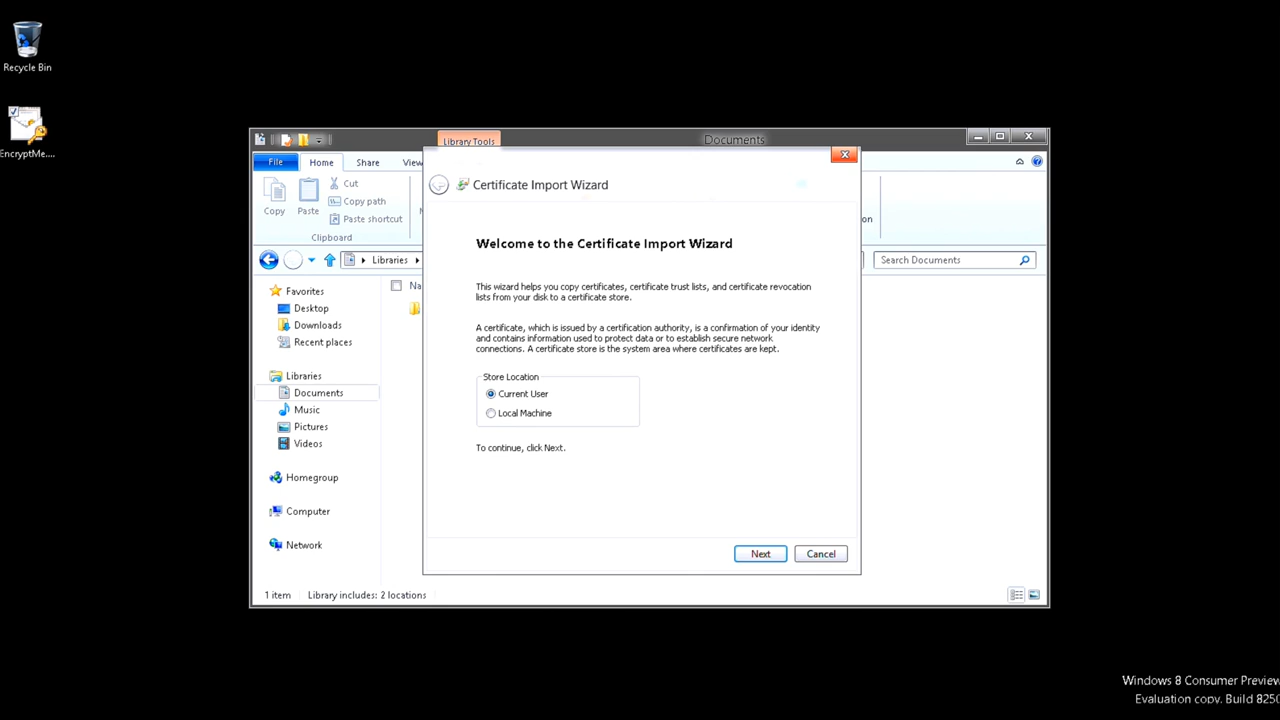 Recycle Bin
EncryptMe....
Library Tools
Documents
File
Home
Share
View
Cut
Copy path
Paste shortcut
Copy
Paste
Clipboard
Libraries
Search Documents
Favorites
Desktop
Downloads
Recent places
Libraries
Documents
Music
Pictures
Videos
Homegroup
Computer
Network
1 item
Library includes: 2 locations
Certificate Import Wizard
Welcome to the Certificate Import Wizard
This wizard helps you copy certificates, certificate trust lists, and certificate revocation
lists from your disk to a certificate store.
A certificate, which is issued by a certification authority, is a confirmation of your identity
and contains information used to protect data or to establish secure network
connections. A certificate store is the system area where certificates are kept.
Store Location
Current User
Local Machine
To continue, click Next.
Next
Cancel
Windows 8 Consumer Preview
Evaluation copy. Build 8250